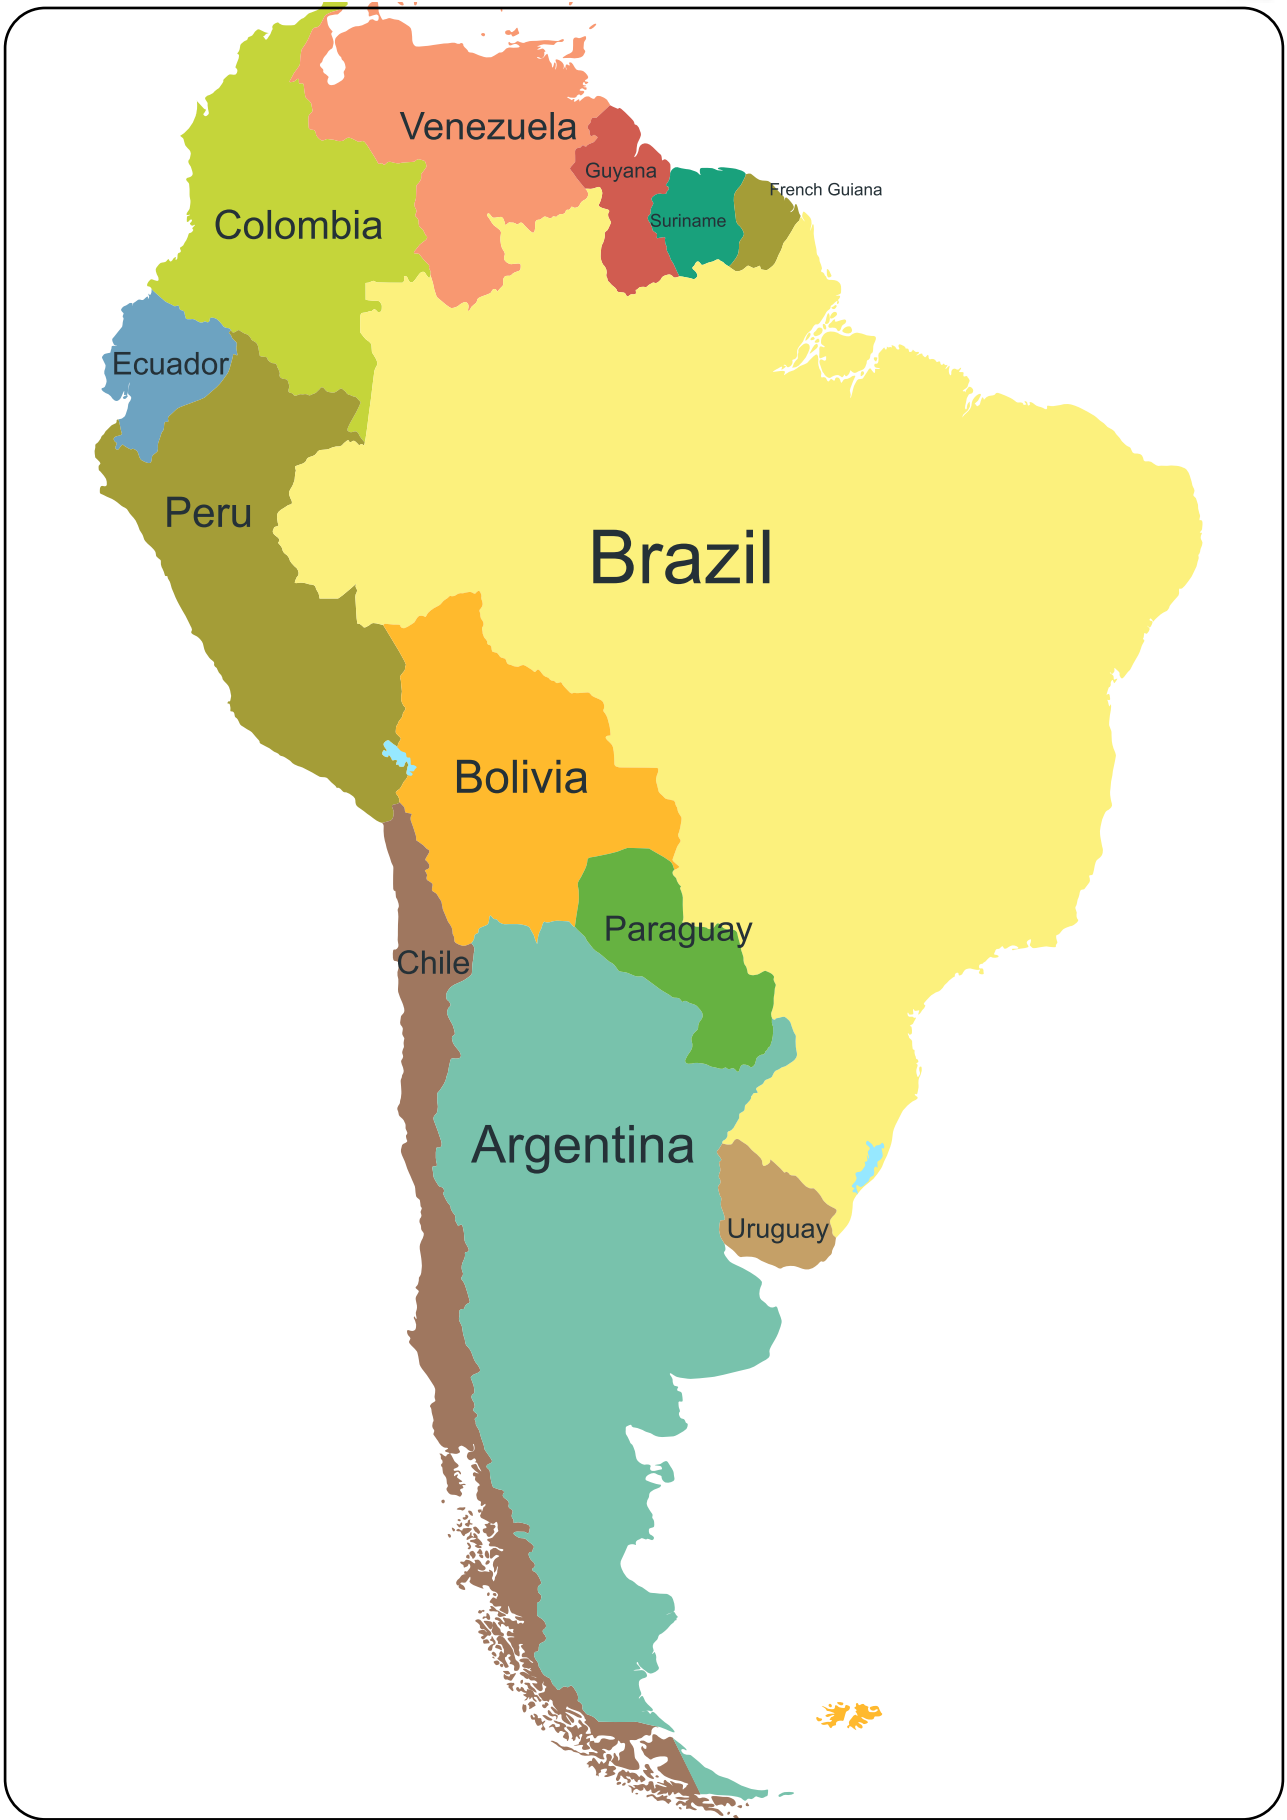 Venezuela
Guyana
French Guiana
Suriname
Colombia
Ecuador
Peru
Brazil
Bolivia
Paraguay
Chile
Argentina
Uruguay